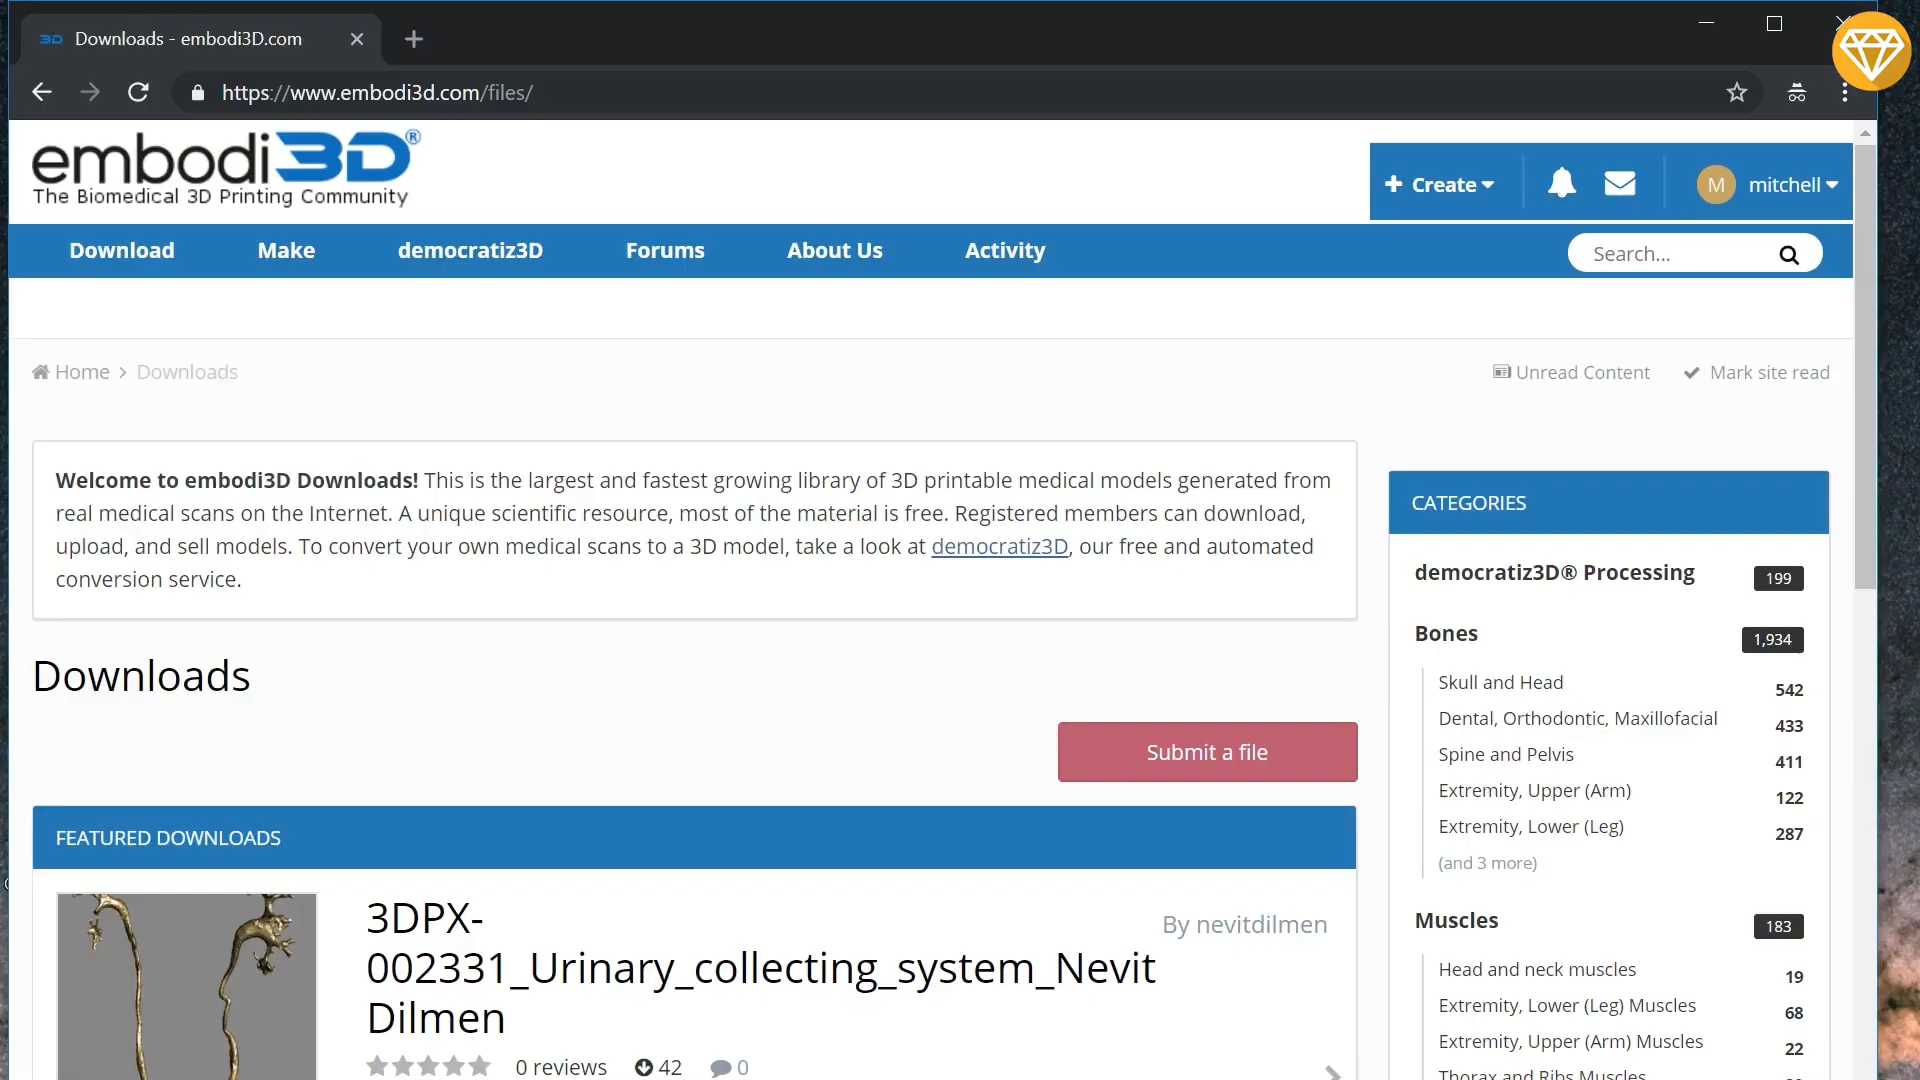 Downloads - embodi3D.com
https://www.embodi3d.com/files/
embodi3D®
The Biomedical 3D Printing Community
Create
M
mitchell
Download
Make
democratiz3D
Forums
About Us
Activity
Search...
Home
Downloads
Unread Content
Mark site read
Welcome to embodi3D Downloads! This is the largest and fastest growing library of 3D printable medical models generated from
real medical scans on the Internet. A unique scientific resource, most of the material is free. Registered members can download,
upload, and sell models. To convert your own medical scans to a 3D model, take a look at democratiz3D, our free and automated
conversion service.
Downloads
Submit a file
FEATURED DOWNLOADS
3DPX-
002331_Urinary_collecting_system_Nevit
Dilmen
By nevitdilmen
0 reviews
42
0
CATEGORIES
democratiz3D® Processing
199
Bones
1,934
Skull and Head
542
Dental, Orthodontic, Maxillofacial
433
Spine and Pelvis
411
Extremity, Upper (Arm)
122
Extremity, Lower (Leg)
287
(and 3 more)
Muscles
183
Head and neck muscles
19
Extremity, Lower (Leg) Muscles
68
Extremity, Upper (Arm) Muscles
22
Thorax and Ribs Muscles